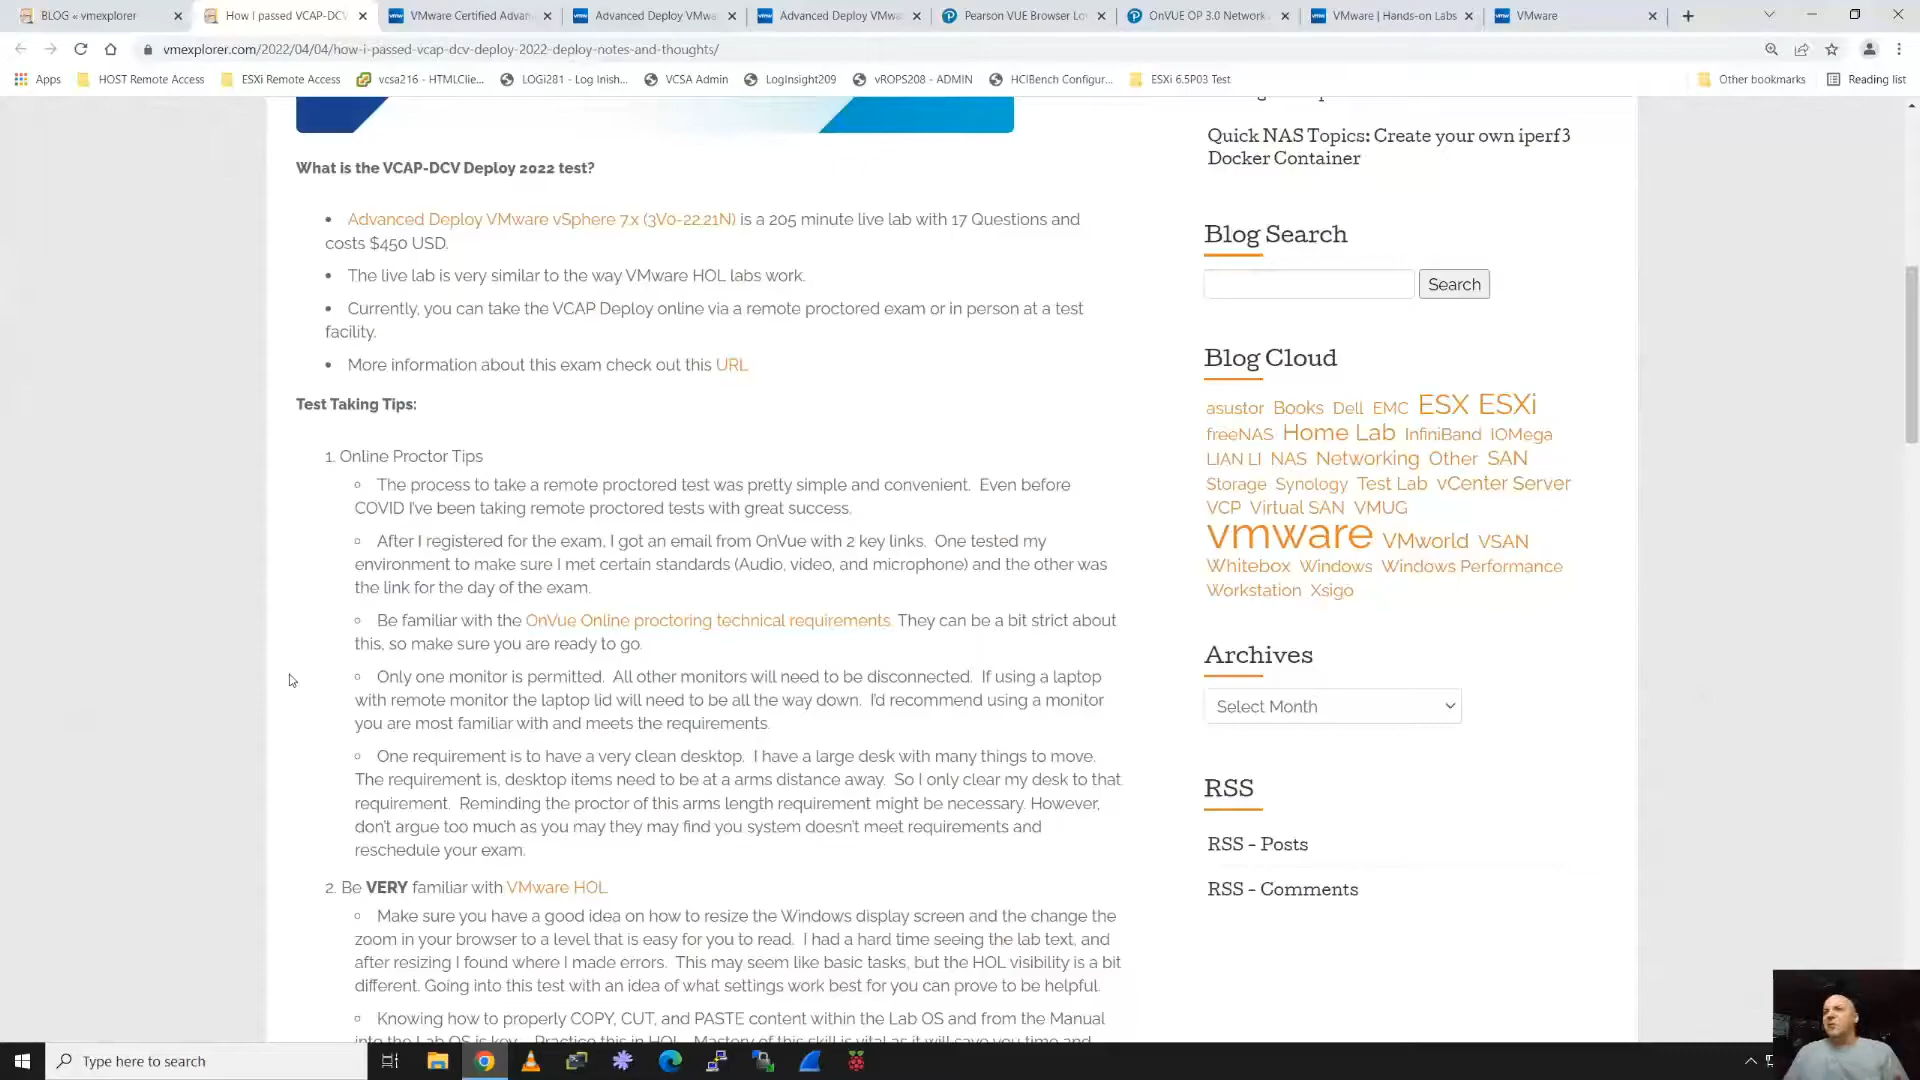 BLOG « vmexplorer
How I passed VCAP-DCV
VMware Certified Advan
Advanced Deploy VMwa
Advanced Deploy VMwa
Pearson VUE Browser Lo
OnVUE OP 3.0 Network
VMware | Hands-on Labs
VMware
vmexplorer.com/2022/04/04/how-i-passed-vcap-dcv-deploy-2022-deploy-notes-and-thoughts/
Apps
HOST Remote Access
ESXi Remote Access
vcsa216 - HTMLClie...
LOGi281 - Log Inish...
VCSA Admin
LogInsight209
vROPS208 - ADMIN
HCIBench Configur...
ESXi 6.5P03 Test
Other bookmarks
Reading list
What is the VCAP-DCV Deploy 2022 test?
• Advanced Deploy VMware vSphere 7.x (3V0-22.21N) is a 205 minute live lab with 17 Questions and
costs $450 USD.
• The live lab is very similar to the way VMware HOL labs work.
• Currently, you can take the VCAP Deploy online via a remote proctored exam or in person at a test
facility.
• More information about this exam check out this URL
Test Taking Tips:
1. Online Proctor Tips
◦ The process to take a remote proctored test was pretty simple and convenient. Even before
COVID I've been taking remote proctored tests with great success.
◦ After I registered for the exam, I got an email from OnVue with 2 key links. One tested my
environment to make sure I met certain standards (Audio, video, and microphone) and the other was
the link for the day of the exam.
◦ Be familiar with the OnVue Online proctoring technical requirements. They can be a bit strict about
this, so make sure you are ready to go.
◦ Only one monitor is permitted. All other monitors will need to be disconnected. If using a laptop
with remote monitor the laptop lid will need to be all the way down. I'd recommend using a monitor
you are most familiar with and meets the requirements.
◦ One requirement is to have a very clean desktop. I have a large desk with many things to move.
The requirement is, desktop items need to be at a arms distance away. So I only clear my desk to that
requirement. Reminding the proctor of this arms length requirement might be necessary. However,
don't argue too much as you may they may find you system doesn't meet requirements and
reschedule your exam.
2. Be VERY familiar with VMware HOL
◦ Make sure you have a good idea on how to resize the Windows display screen and the change the
zoom in your browser to a level that is easy for you to read. I had a hard time seeing the lab text, and
after resizing I found where I made errors. This may seem like basic tasks, but the HOL visibility is a bit
different. Going into this test with an idea of what settings work best for you can prove to be helpful.
◦ Knowing how to properly COPY, CUT, and PASTE content within the Lab OS and from the Manual
into the Lab OS is key. Practice this in HOL. Mastery of this skill is vital as it will save you time and
Quick NAS Topics: Create your own iperf3
Docker Container
Blog Search
Search
Blog Cloud
asustor Books Dell EMC ESX ESXi
freeNAS Home Lab InfiniBand IOMega
LIAN LI NAS Networking Other SAN
Storage Synology Test Lab vCenter Server
VCP Virtual SAN VMUG
vmware VMworld VSAN
Whitebox Windows Windows Performance
Workstation Xsigo
Archives
Select Month
RSS
RSS - Posts
RSS - Comments
Type here to search